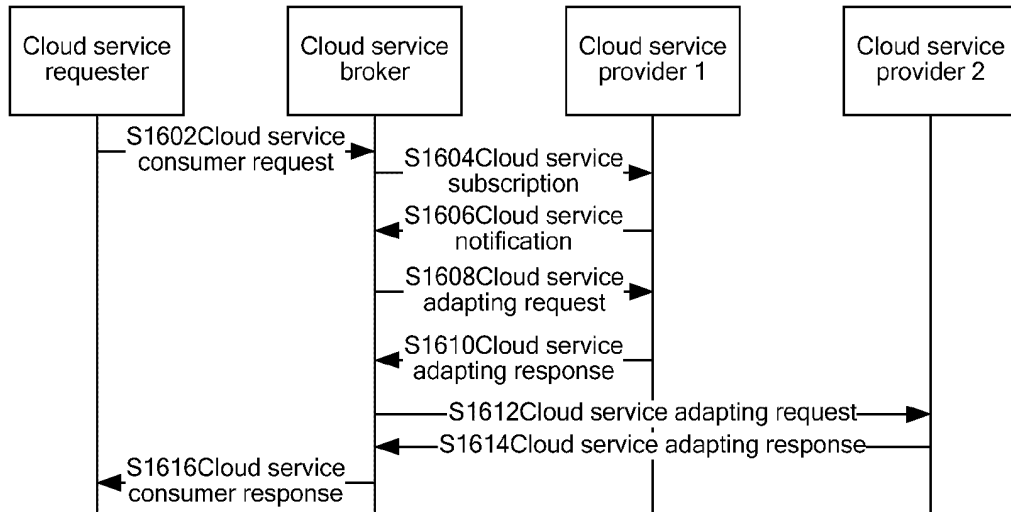 Cloud service
requester
Cloud service
broker
Cloud service
provider 1
Cloud service
provider 2
S1602Cloud service
consumer request
S1604Cloud service
subscription
S1606Cloud service
notification
S1608Cloud service
adapting request
S1610Cloud service
adapting response
S1612Cloud service adapting request
S1614Cloud service adapting response
S1616Cloud service
consumer response